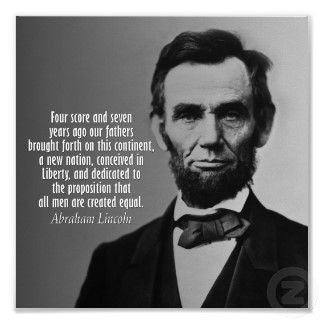 Four score and seven
years ago our fathers
brought forth on this continent,
a new nation, conceived in
Liberty, and dedicated to
the proposition that
all men are created equal.
Abraham Lincoln
Z